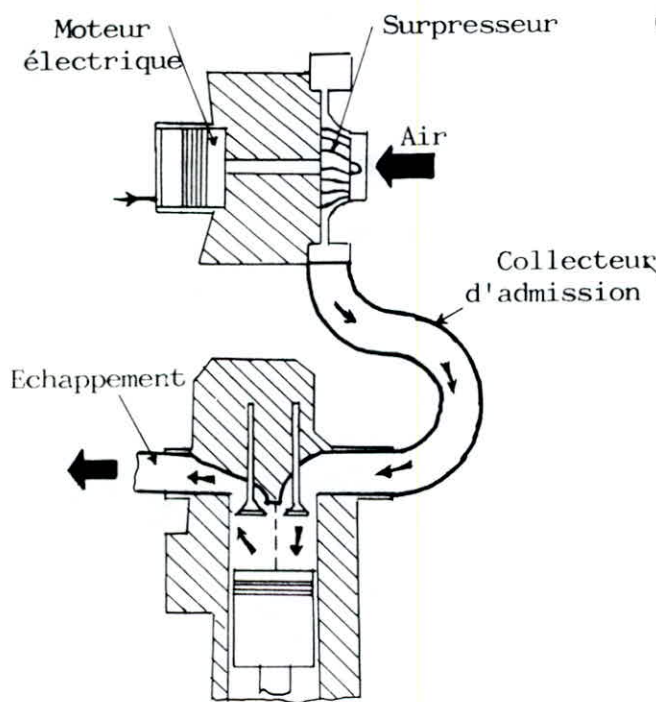 Moteur
électrique
Surpresseur
Air
Collecteur
d'admission
Echappement